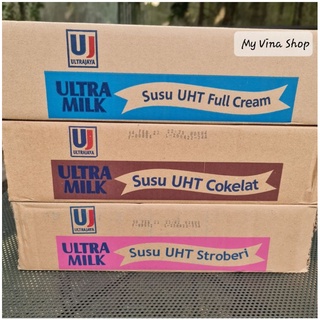 My Vina Shop
UJ
ULTRAJAYA
ULTRA
MILK
Susu UHT Full Cream
UJ
ULTRAJAYA
ULTRA
MILK
Susu UHT Cokelat
UJ
ULTRAJAYA
ULTRA
MILK
Susu UHT Stroberi